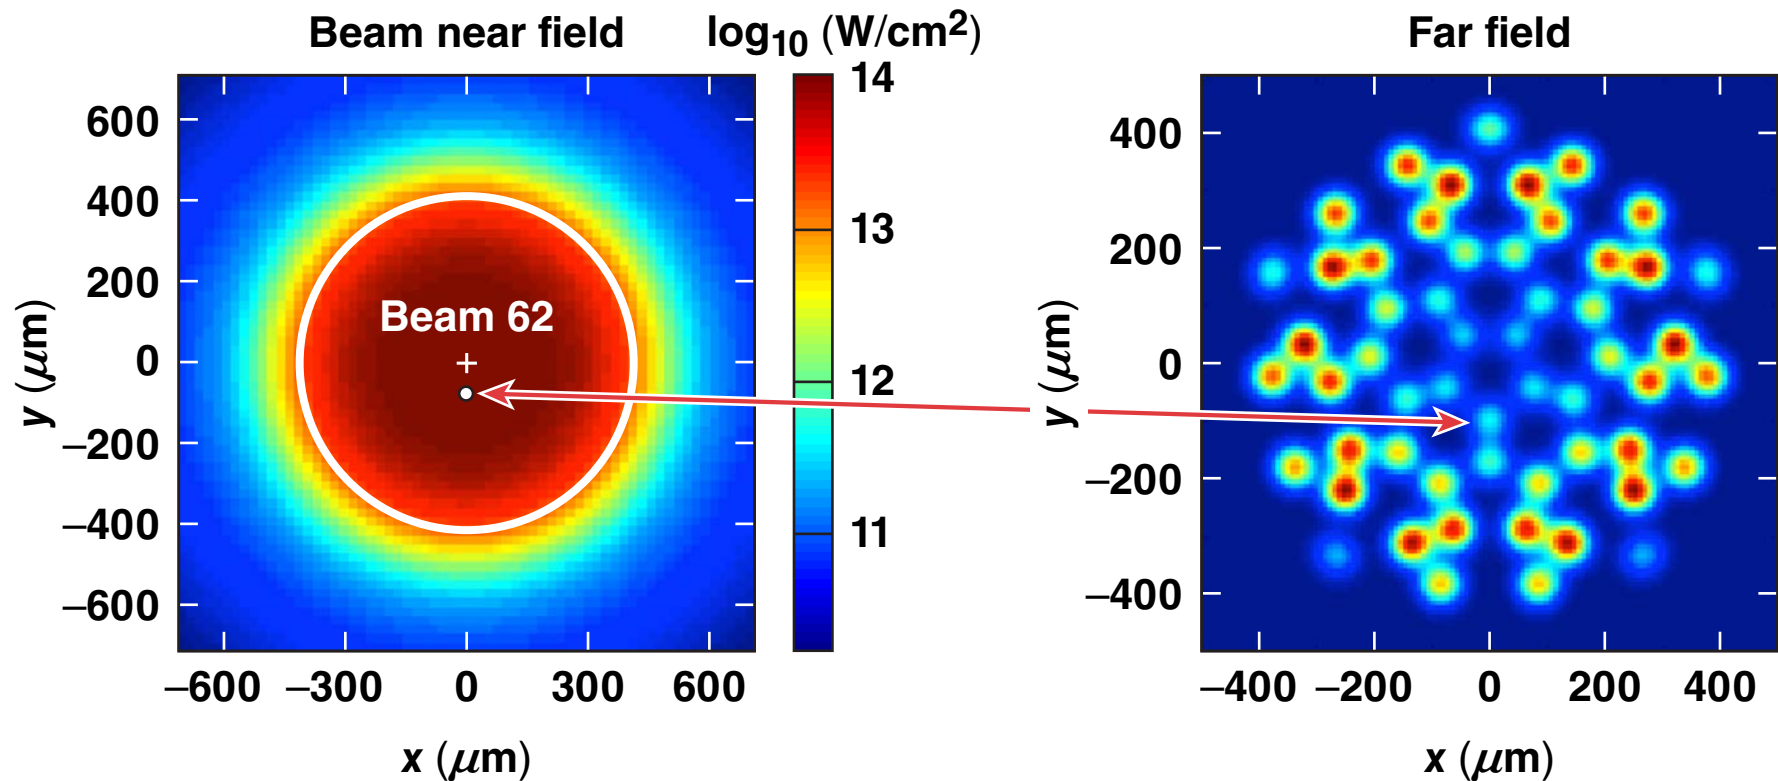 Beam near field
log10 (W/cm2)
Far field
600
400
200
0
–200
–400
–600
y (μm)
Beam 62
14
13
12
11
–600 –300 0 300 600
x (μm)
400
200
0
–200
–400
y (μm)
–400 –200 0 200 400
x (μm)